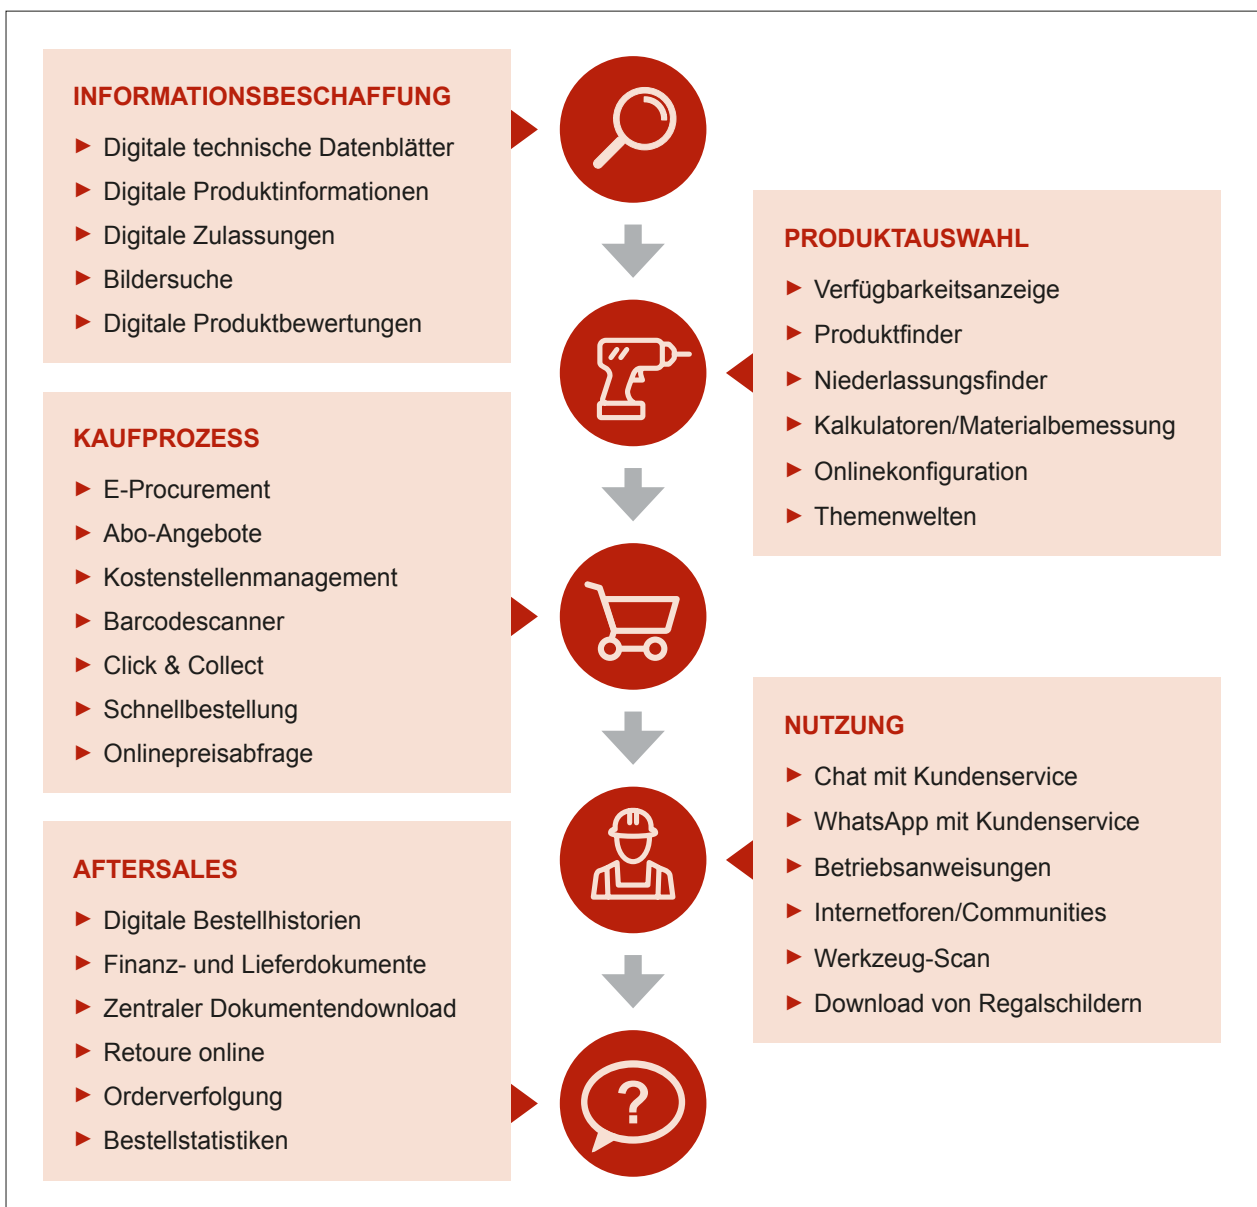 INFORMATIONSBESCHAFFUNG
Digitale technische Datenblätter
Digitale Produktinformationen
Digitale Zulassungen
Bildersuche
Digitale Produktbewertungen
PRODUKTAUSWAHL
Verfügbarkeitsanzeige
Produktfinder
Niederlassungsfinder
Kalkulatoren/Materialbemessung
Onlinekonfiguration
Themenwelten
KAUFPROZESS
E-Procurement
Abo-Angebote
Kostenstellenmanagement
Barcodescanner
Click & Collect
Schnellbestellung
Onlinepreisabfrage
NUTZUNG
Chat mit Kundenservice
WhatsApp mit Kundenservice
Betriebsanweisungen
Internetforen/Communities
Werkzeug-Scan
Download von Regalschildern
AFTERSALES
Digitale Bestellhistorien
Finanz- und Lieferdokumente
Zentraler Dokumentendownload
Retoure online
Orderverfolgung
Bestellstatistiken
?